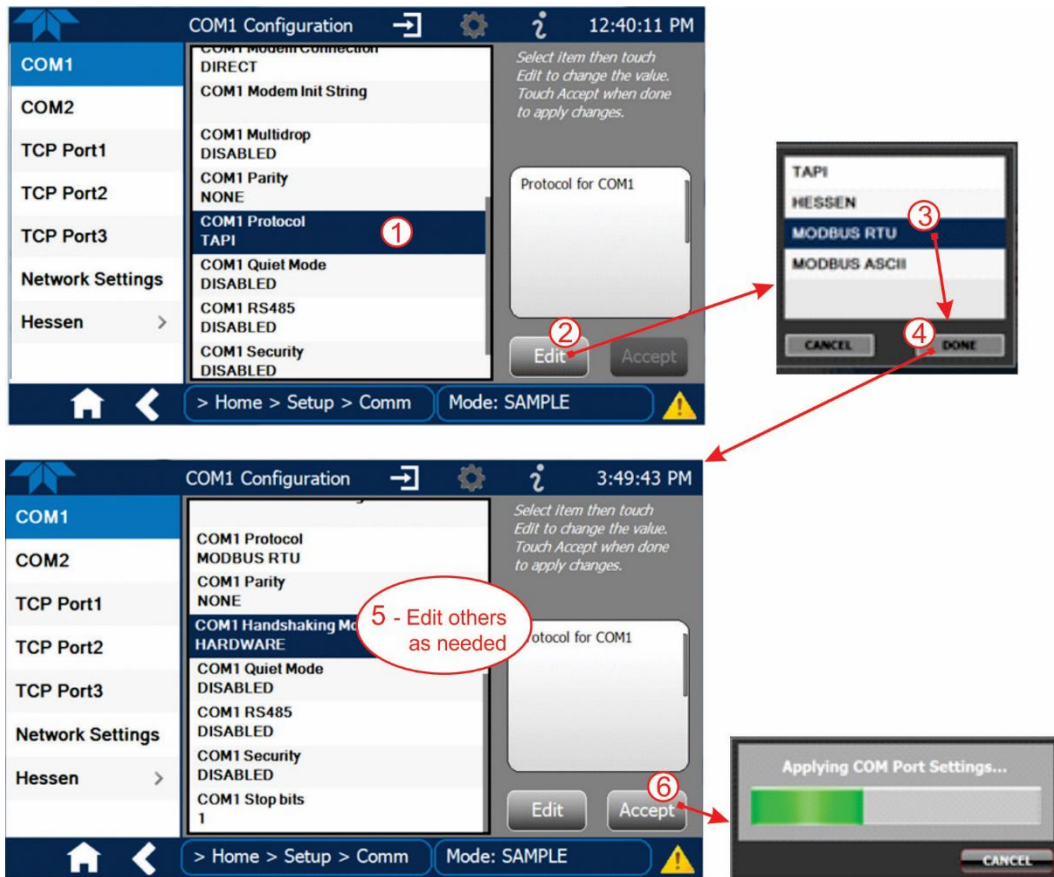 COM1 Configuration
12:40:11 PM
COM1
COM2
TCP Port1
TCP Port2
TCP Port3
Network Settings
Hessen >
COM1 Modem Connection
DIRECT
COM1 Modem Init String
COM1 Multidrop
DISABLED
COM1 Parity
NONE
COM1 Protocol
TAPI
1
COM1 Quiet Mode
DISABLED
COM1 RS485
DISABLED
COM1 Security
DISABLED
Select item then touch
Edit to change the value.
Touch Accept when done
to apply changes.
Protocol for COM1
2
Edit
Accept
> Home > Setup > Comm
Mode: SAMPLE
TAPI
HESSEN
3
MODBUS RTU
MODBUS ASCII
4
CANCEL
DONE
COM1 Configuration
3:49:43 PM
COM1
COM2
TCP Port1
TCP Port2
TCP Port3
Network Settings
Hessen >
COM1 Protocol
MODBUS RTU
COM1 Parity
NONE
COM1 Handshaking Mo
HARDWARE
5 - Edit others
as needed
COM1 Quiet Mode
DISABLED
COM1 RS485
DISABLED
COM1 Security
DISABLED
COM1 Stop bits
1
Select item then touch
Edit to change the value.
Touch Accept when done
to apply changes.
otocol for COM1
6
Edit
Accept
> Home > Setup > Comm
Mode: SAMPLE
Applying COM Port Settings...
CANCEL